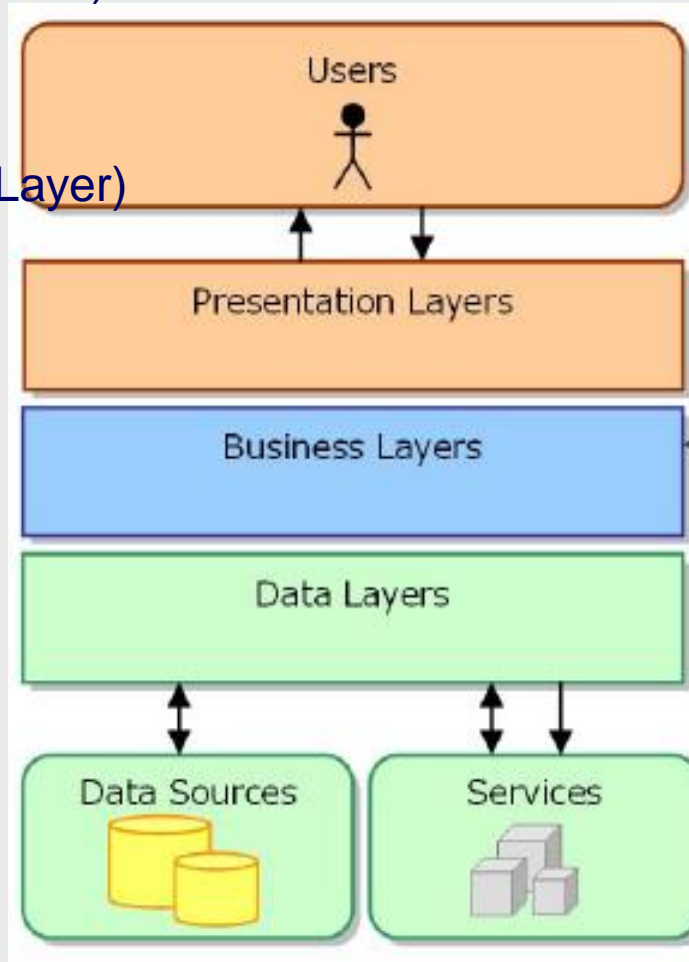 Users
Layer)
Presentation Layers
Business Layers
Data Layers
Data Sources
Services